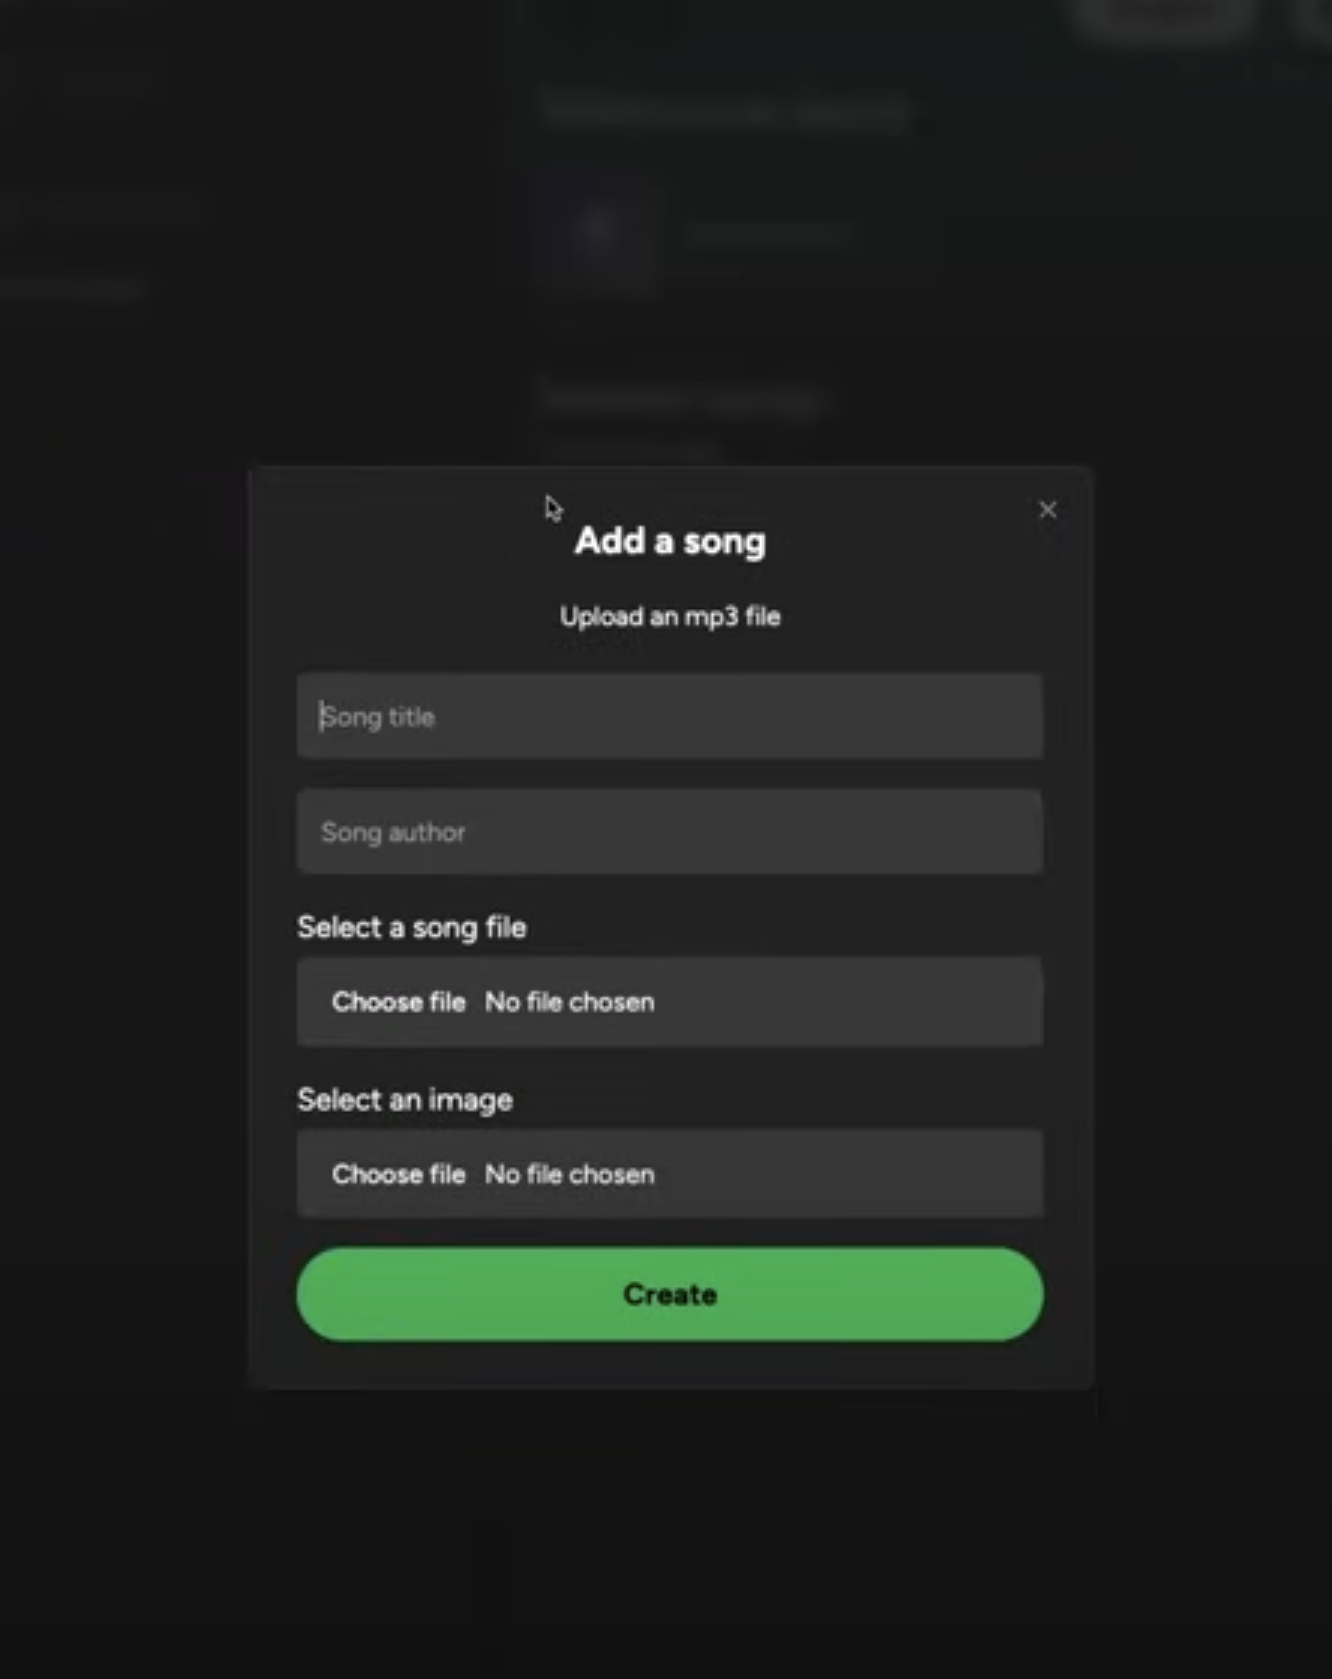 Add a song
Upload an mp3 file
Song title
Song author
Select a song file
Choose file No file chosen
Select an image
Choose file No file chosen
Create